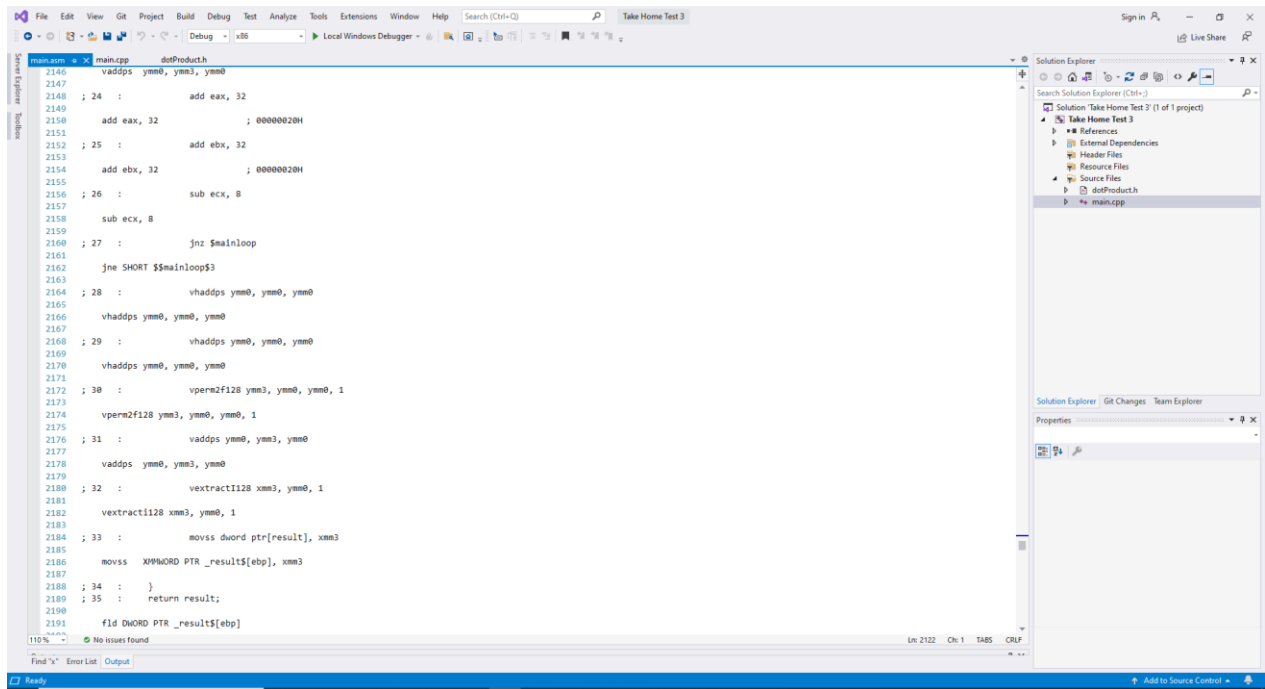 File Edit View Git Project Build Debug Test Analyze Tools Extensions Window Help Search (Ctrl+Q) Take Home Test 3 Sign in
Debug x86 Local Windows Debugger Live Share
Server Explorer
Toolbox
main.asm main.cpp dotProduct.h
2146 vaddps ymm0, ymm3, ymm0
2147
2148 ; 24 : add eax, 32
2149
2150 add eax, 32 ; 00000020H
2151
2152 ; 25 : add ebx, 32
2153
2154 add ebx, 32 ; 00000020H
2155
2156 ; 26 : sub ecx, 8
2157
2158 sub ecx, 8
2159
2160 ; 27 : jnz $mainloop
2161
2162 jne SHORT $$mainloop$3
2163
2164 ; 28 : vhaddps ymm0, ymm0, ymm0
2165
2166 vhaddps ymm0, ymm0, ymm0
2167
2168 ; 29 : vhaddps ymm0, ymm0, ymm0
2169
2170 vhaddps ymm0, ymm0, ymm0
2171
2172 ; 30 : vperm2f128 ymm3, ymm0, ymm0, 1
2173
2174 vperm2f128 ymm3, ymm0, ymm0, 1
2175
2176 ; 31 : vaddps ymm0, ymm3, ymm0
2177
2178 vaddps ymm0, ymm3, ymm0
2179
2180 ; 32 : vextractI128 xmm3, ymm0, 1
2181
2182 vextracti128 xmm3, ymm0, 1
2183
2184 ; 33 : movss dword ptr[result], xmm3
2185
2186 movss XMMWORD PTR _result$[ebp], xmm3
2187
2188 ; 34 : }
2189 ; 35 : return result;
2190
2191 fld DWORD PTR _result$[ebp]
110 % No issues found Ln: 2122 Ch: 1 TABS CRLF
Find "x" Error List Output
Solution Explorer
Search Solution Explorer (Ctrl+;)
Solution 'Take Home Test 3' (1 of 1 project)
Take Home Test 3
References
External Dependencies
Header Files
Resource Files
Source Files
dotProduct.h
main.cpp
Solution Explorer Git Changes Team Explorer
Properties
Ready Add to Source Control